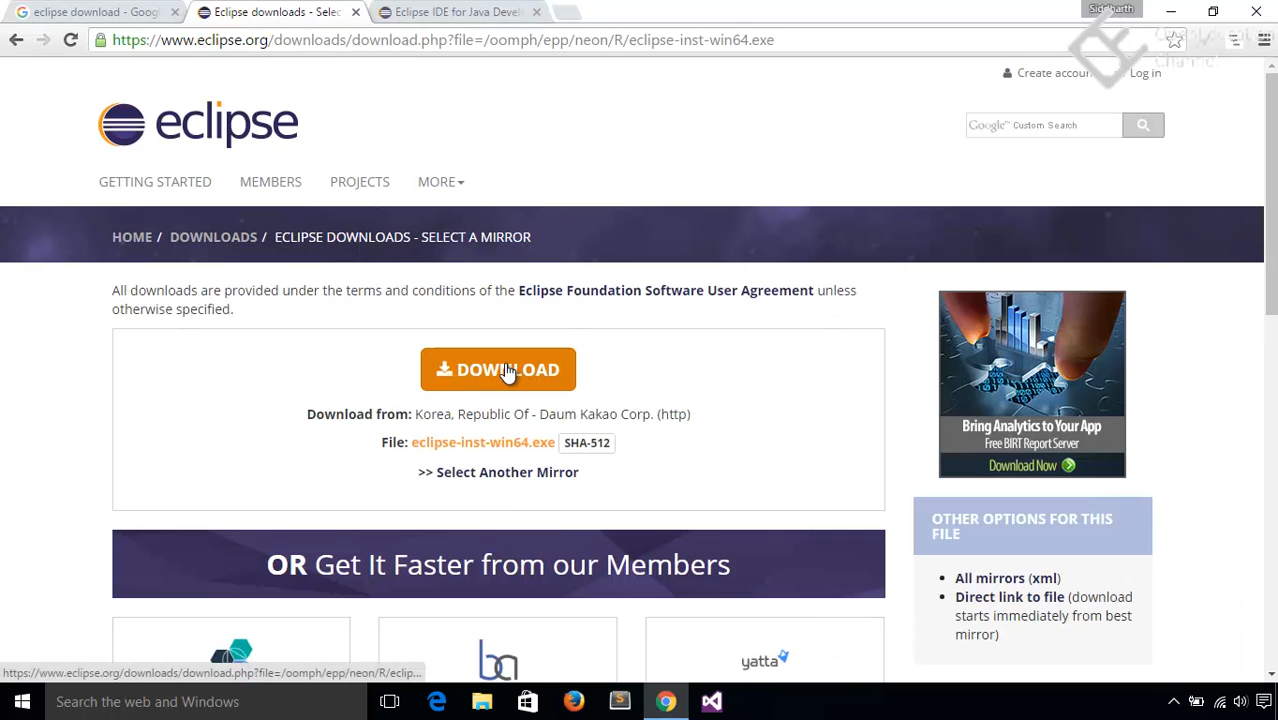 eclipse download - Googl
Eclipse downloads - Selec
Eclipse IDE for Java Devel
Siddharth
https://www.eclipse.org/downloads/download.php?file=/oomph/epp/neon/R/eclipse-inst-win64.exe
Channel
Create accoun
Log in
eclipse
Google™ Custom Search
GETTING STARTED
MEMBERS
PROJECTS
MORE
HOME / DOWNLOADS / ECLIPSE DOWNLOADS - SELECT A MIRROR
All downloads are provided under the terms and conditions of the Eclipse Foundation Software User Agreement unless
otherwise specified.
DOWNLOAD
Download from: Korea, Republic Of - Daum Kakao Corp. (http)
File: eclipse-inst-win64.exe SHA-512
>> Select Another Mirror
Bring Analytics to Your App
Free BIRT Report Server
Download Now
OTHER OPTIONS FOR THIS
FILE
All mirrors (xml)
Direct link to file (download
starts immediately from best
mirror)
OR Get It Faster from our Members
yatta
https://www.eclipse.org/downloads/download.php?file=/oomph/epp/neon/R/eclip...
Search the web and Windows